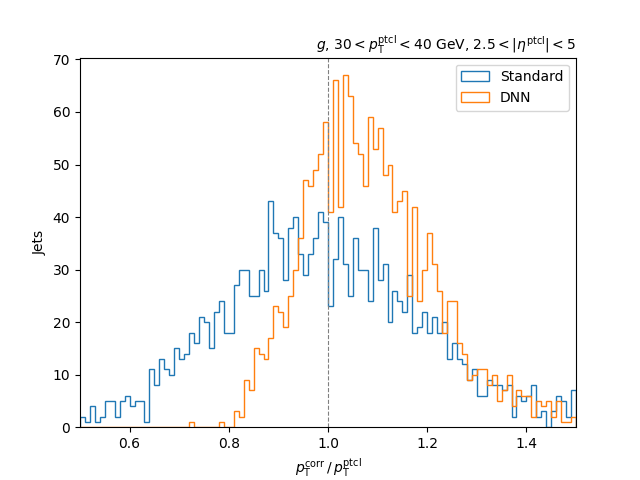 g, 30 < p_T^ptcl < 40 GeV, 2.5 < |η^ptcl| < 5
70
60
50
40
30
20
10
0
Jets
Standard
DNN
0.6 0.8 1.0 1.2 1.4
p_T^corr / p_T^ptcl